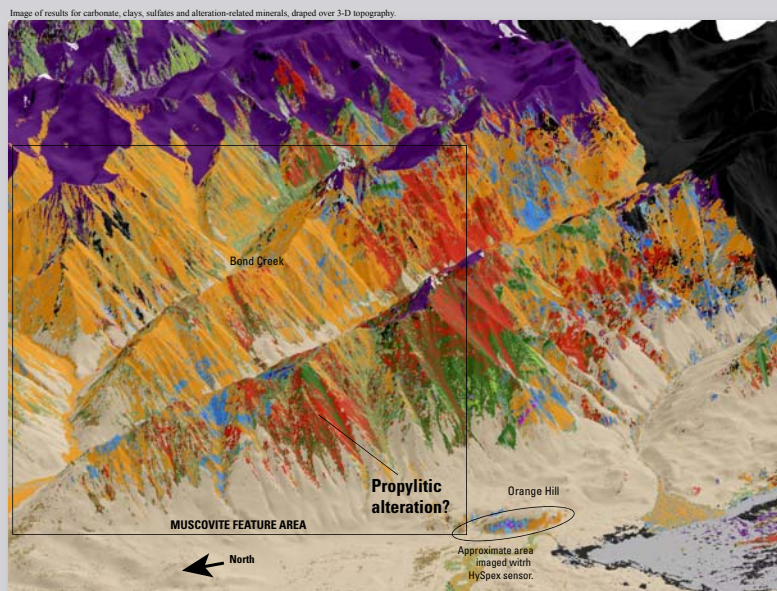 Image of results for carbonate, clays, sulfates and alteration-related minerals, draped over 3-D topography.
Bond Creek
Propylitic
alteration?
Orange Hill
MUSCOVITE FEATURE AREA
Approximate area
imaged witrh
HySpex sensor.
North